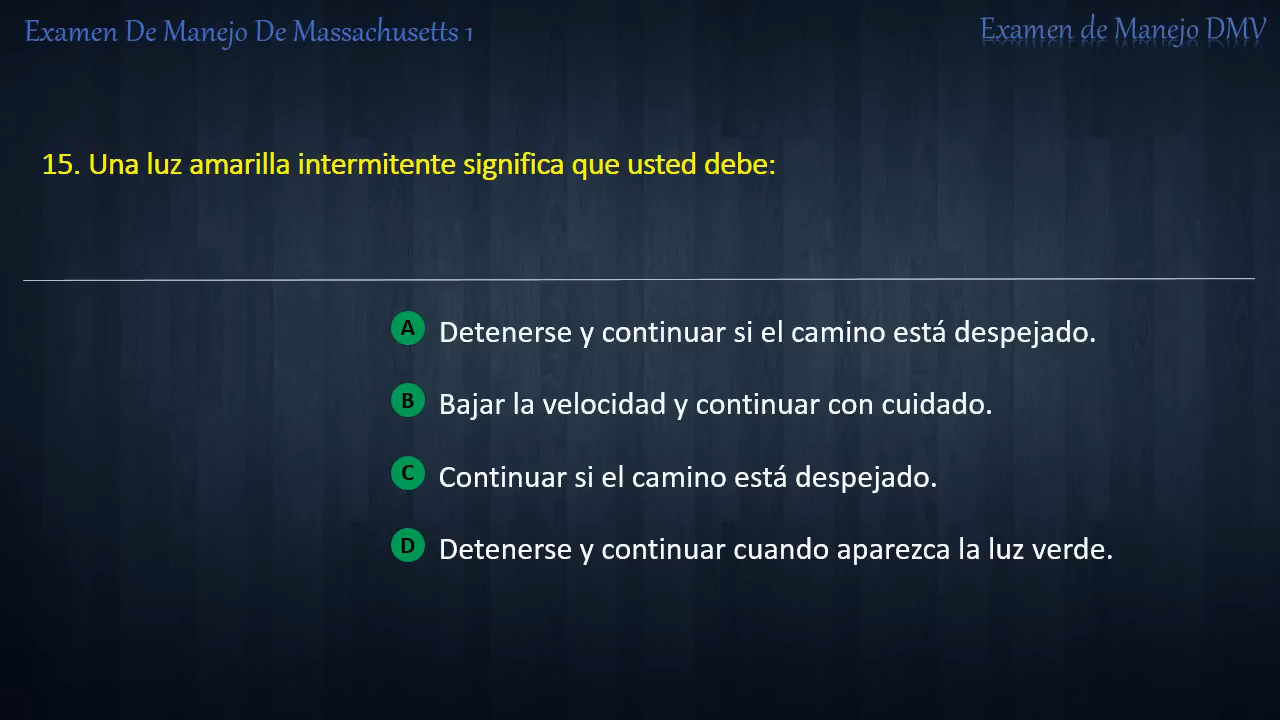 Examen De Manejo De Massachusetts 1
Examen de Manejo DMV
15. Una luz amarilla intermitente significa que usted debe:
A Detenerse y continuar si el camino está despejado.
B Bajar la velocidad y continuar con cuidado.
C Continuar si el camino está despejado.
D Detenerse y continuar cuando aparezca la luz verde.